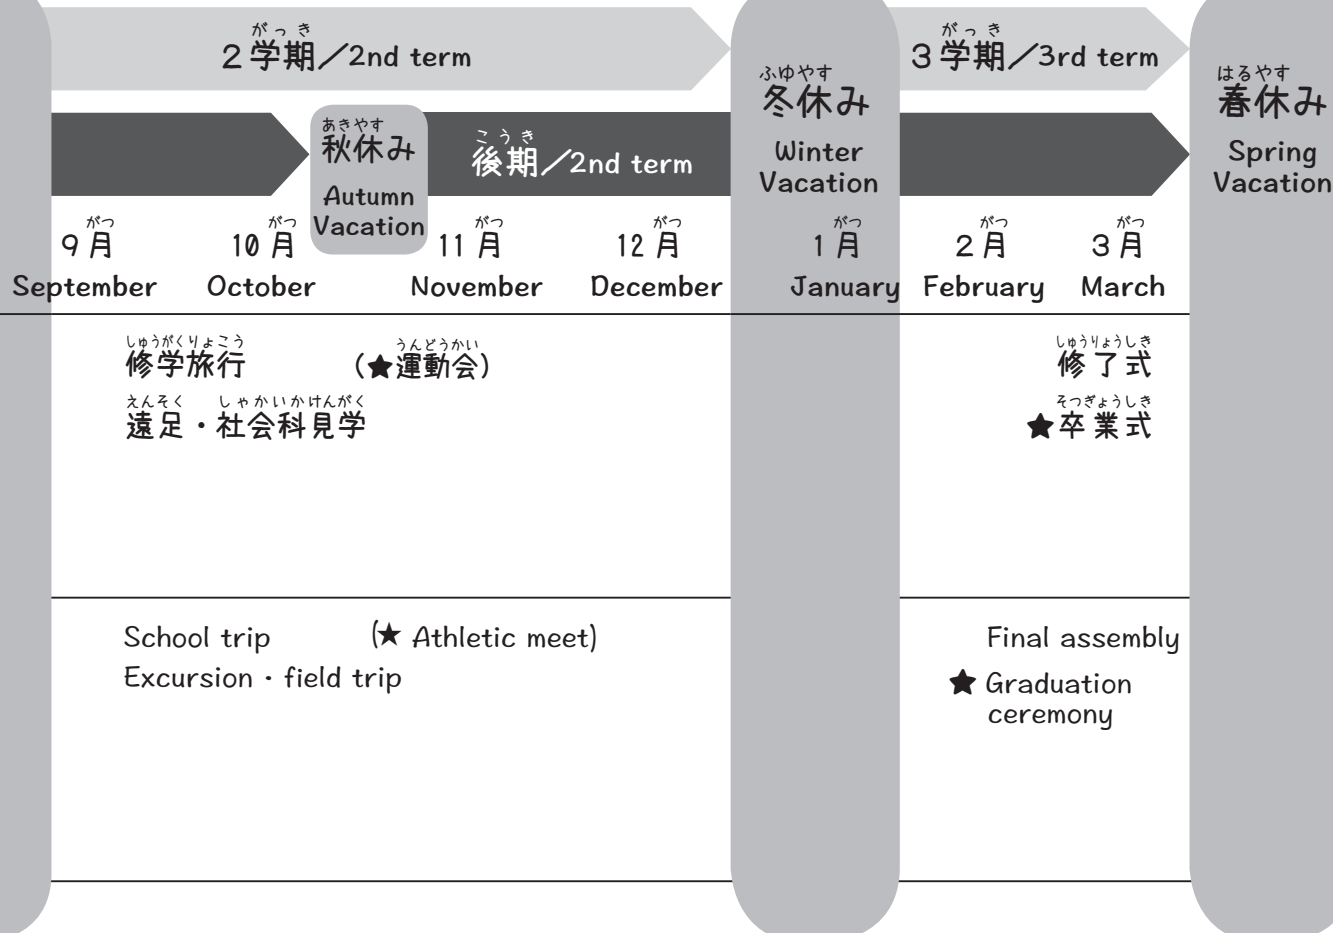 がっき
2学期／2nd term
がっき
3学期／3rd term
ふゆやす
冬休み
Winter
Vacation
はるやす
春休み
Spring
Vacation
あきやす
秋休み
Autumn
Vacation
こうき
後期／2nd term
がつ がつ がつ がつ がつ がつ がつ
9月 10月 11月 12月 1月 2月 3月
September October November December January February March
しゅうがくりょこう うんどうかい しゅうりょうしき
修学旅行 (★運動会) 修了式
えんそく しゃかいかけんがく そつぎょうしき
遠足・社会科見学 ★卒業式
School trip (★ Athletic meet) Final assembly
Excursion・field trip ★ Graduation
ceremony